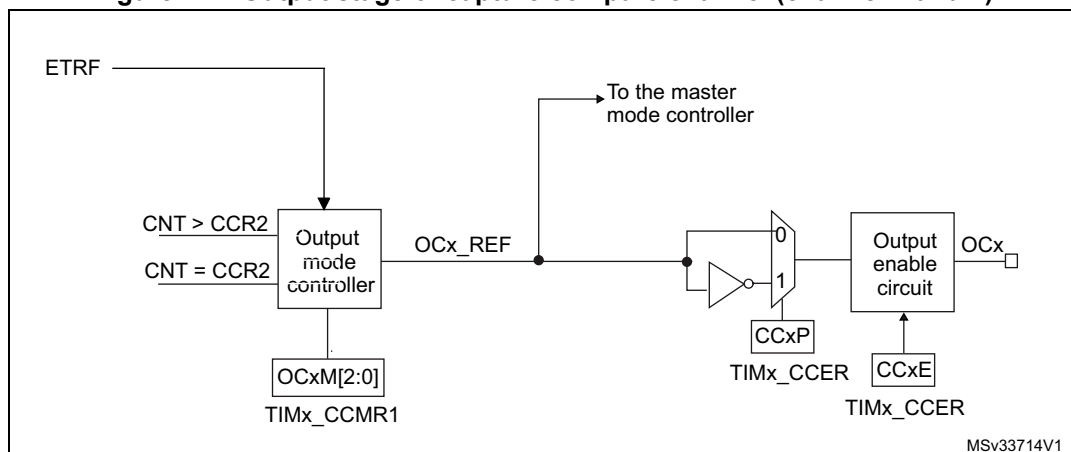 ETRF
To the master
mode controller
CNT > CCR2
CNT = CCR2
Output
mode
controller
OCx_REF
0
1
Output
enable
circuit
OCx
CCxP
TIMx_CCER
CCxE
TIMx_CCER
OCxM[2:0]
TIMx_CCMR1
MSv33714V1